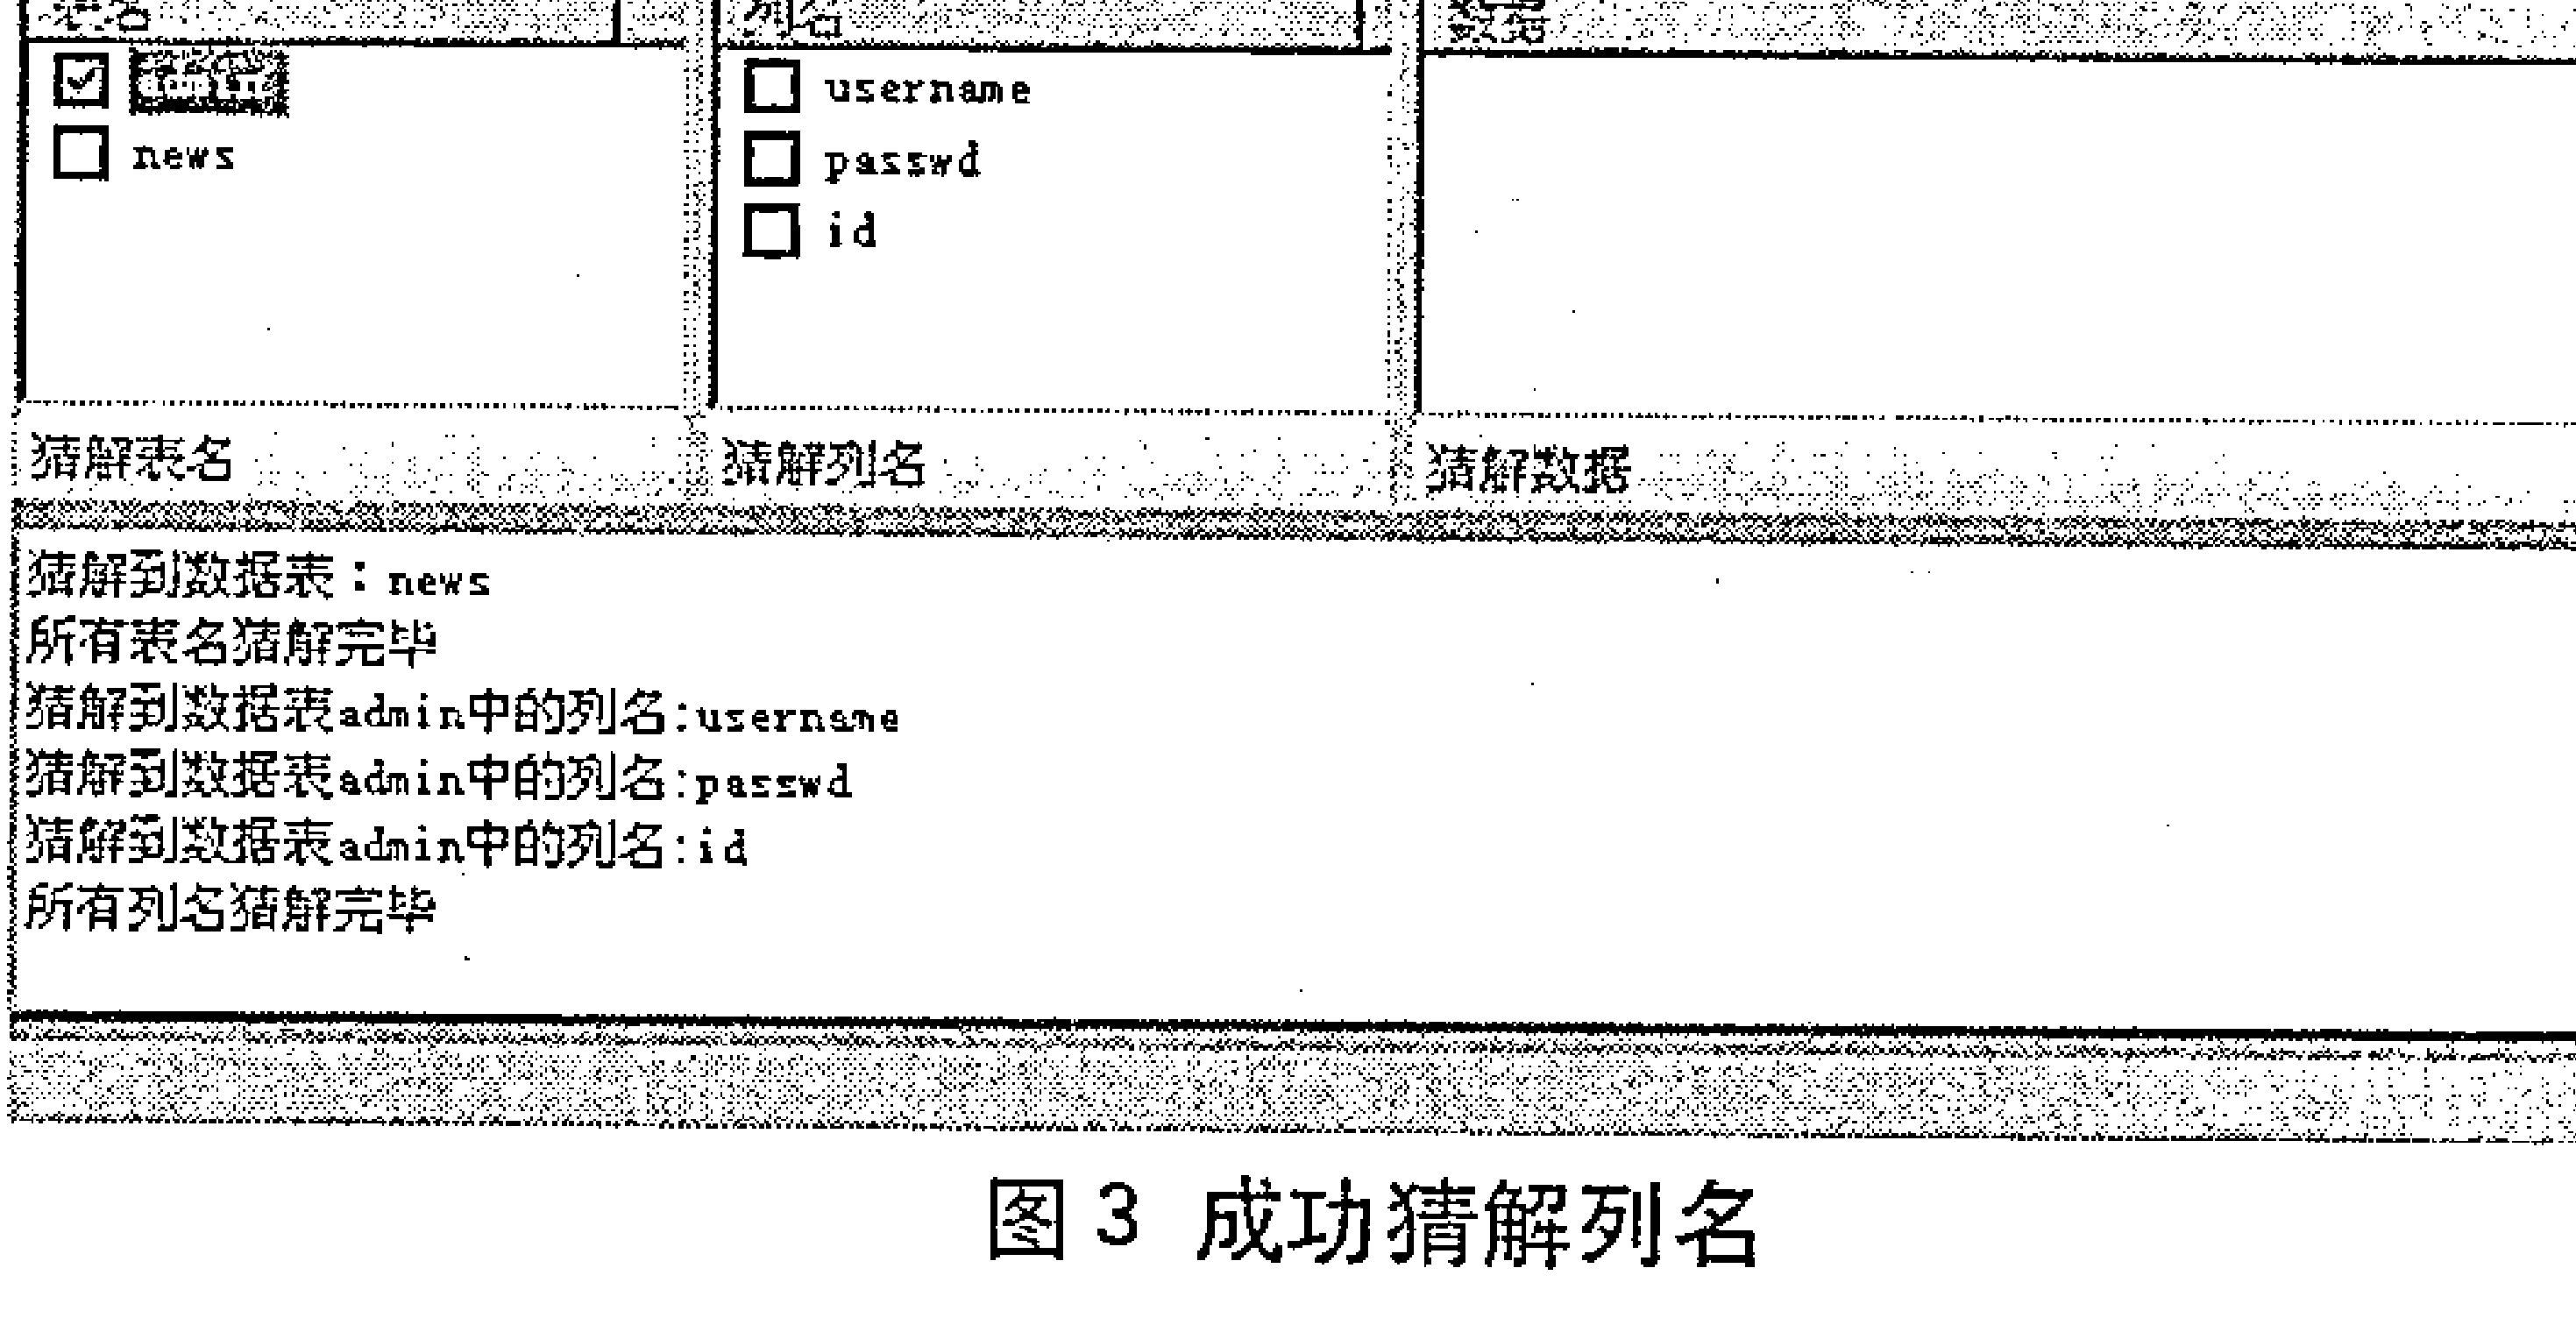 列名
admin
news
username
passwd
id
猜解表名
猜解列名
猜解数据
猜解到数据表：news
所有表名猜解完毕
猜解到数据表admin中的列名:username
猜解到数据表admin中的列名:passwd
猜解到数据表admin中的列名:id
所有列名猜解完毕
图 3 成功猜解列名